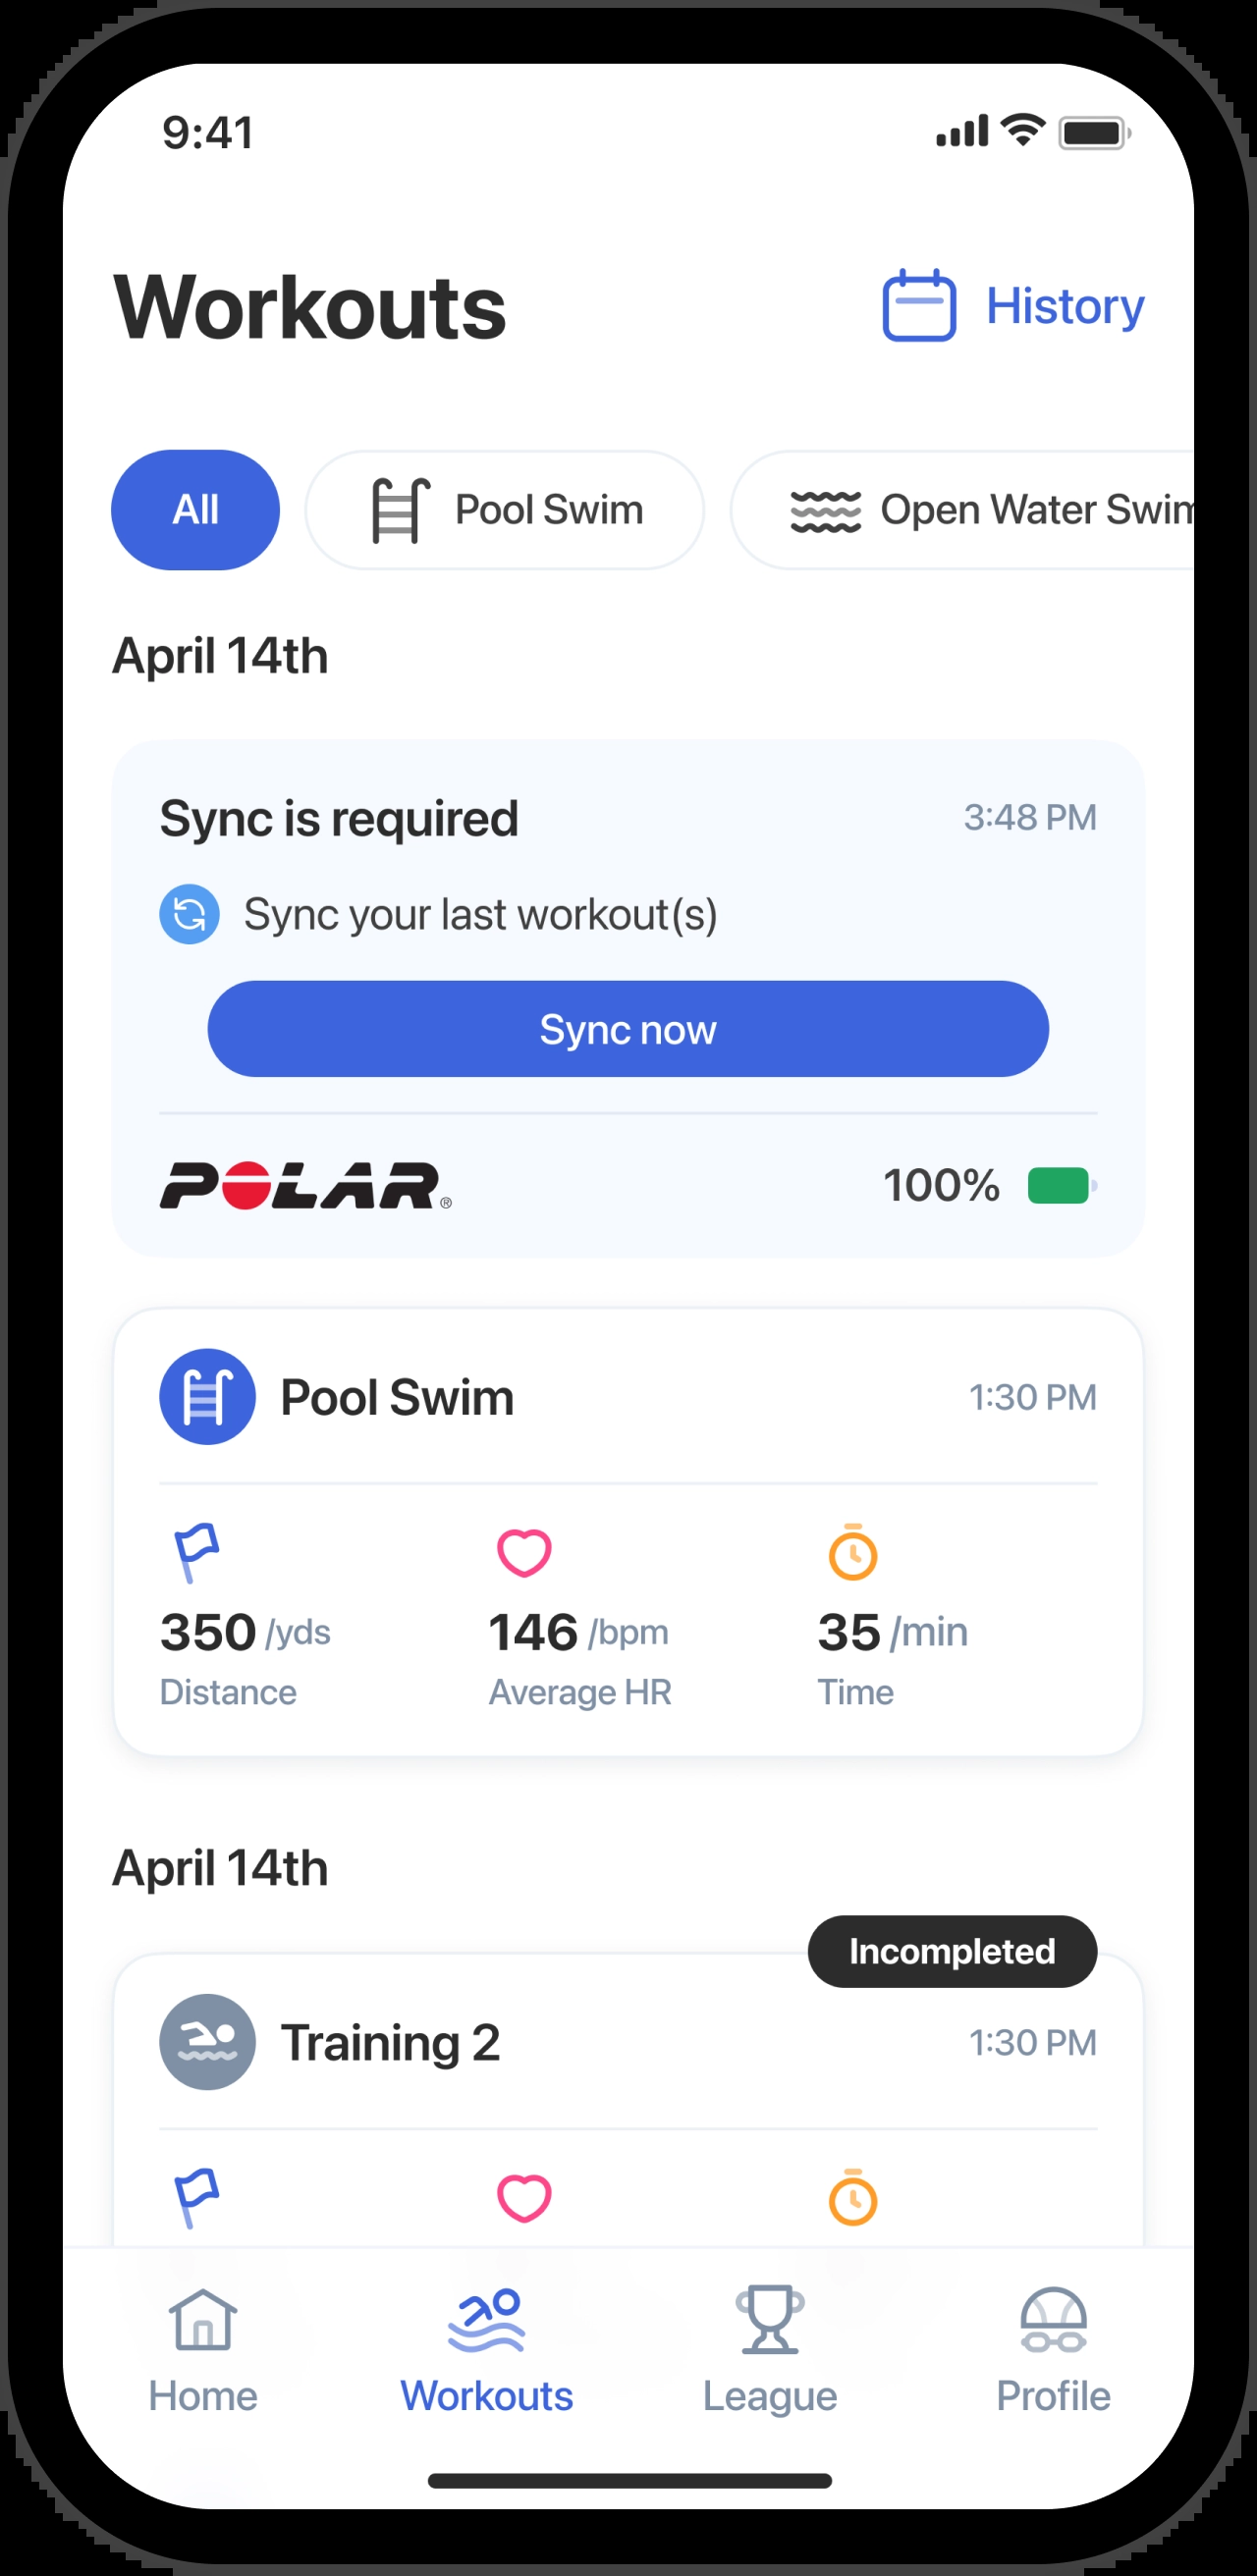 9:41
Workouts
History
All
Pool Swim
Open Water Swim
April 14th
Sync is required
3:48 PM
Sync your last workout(s)
Sync now
POLAR®
100%
Pool Swim
1:30 PM
350 /yds
146 /bpm
35 /min
Distance
Average HR
Time
April 14th
Incompleted
Training 2
1:30 PM
Home
Workouts
League
Profile